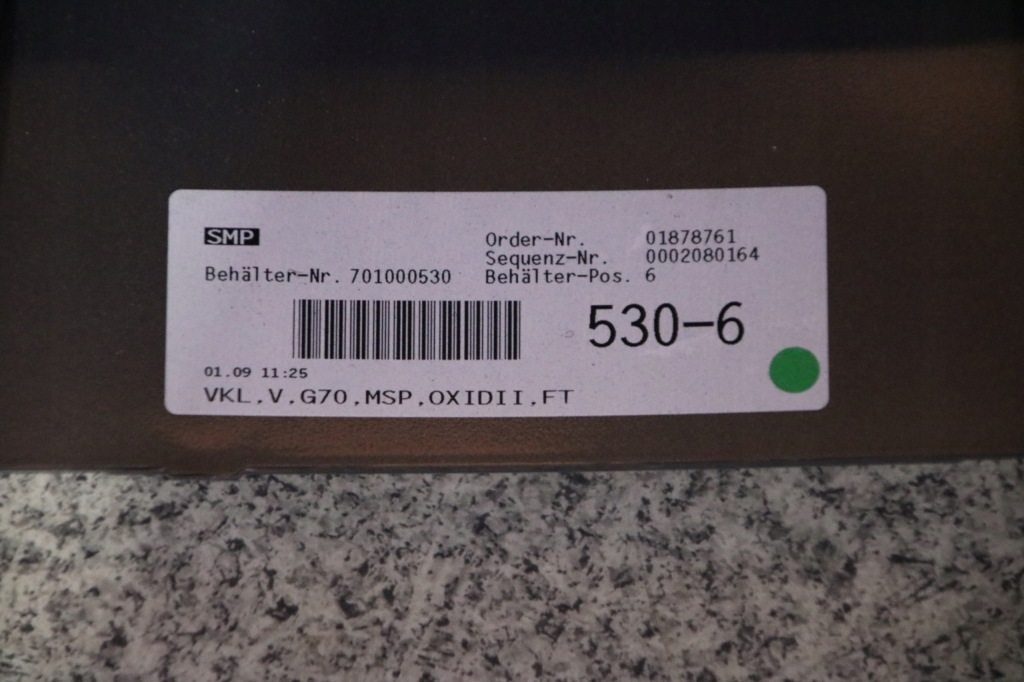 SMP
Order-Nr. 01878761
Sequenz-Nr. 0002080164
Behälter-Nr. 701000530 Behälter-Pos. 6
530-6
01.09 11:25
VKL.V.G70.MSP.OXIDII.FT